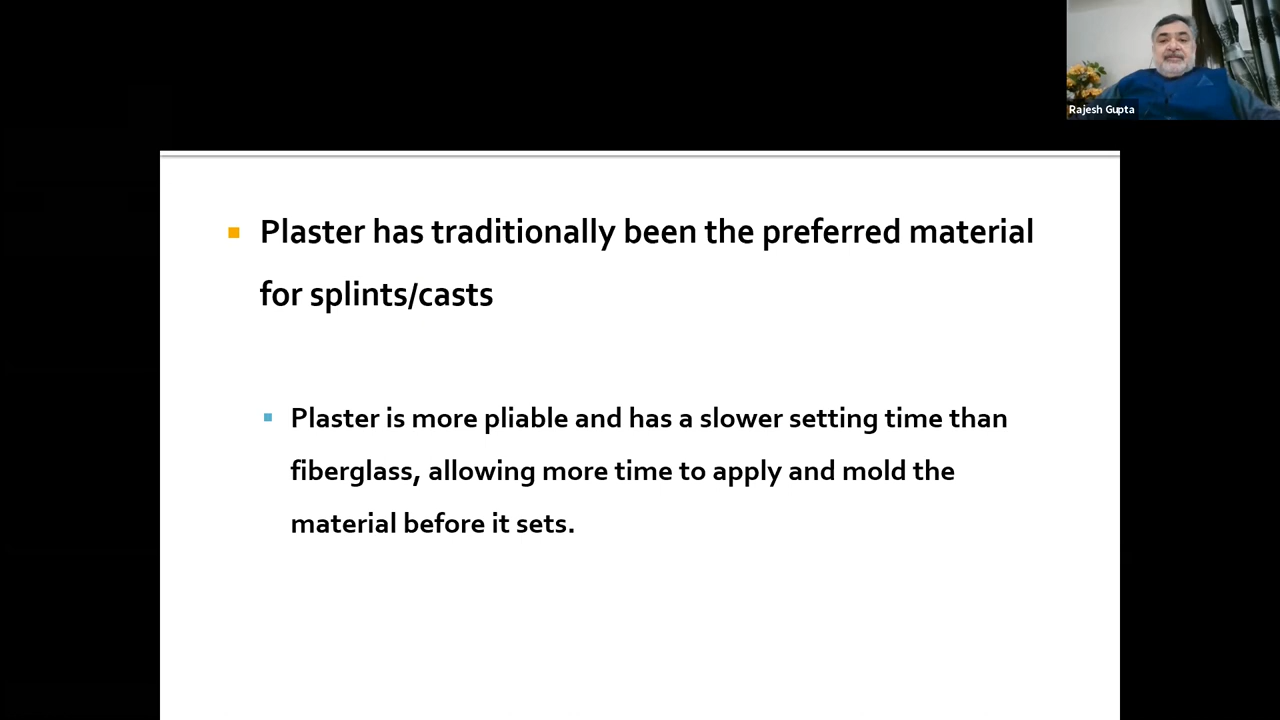 Rajesh Gupta
Plaster has traditionally been the preferred material
for splints/casts
Plaster is more pliable and has a slower setting time than
fiberglass, allowing more time to apply and mold the
material before it sets.